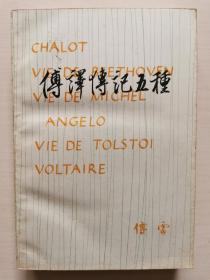 CHALOT
VIE DE BEETHOVEN
傅譯傳記五種
VIE DE MICHEL
ANGELO
VIE DE TOLSTOI
VOLTAIRE
傅雷